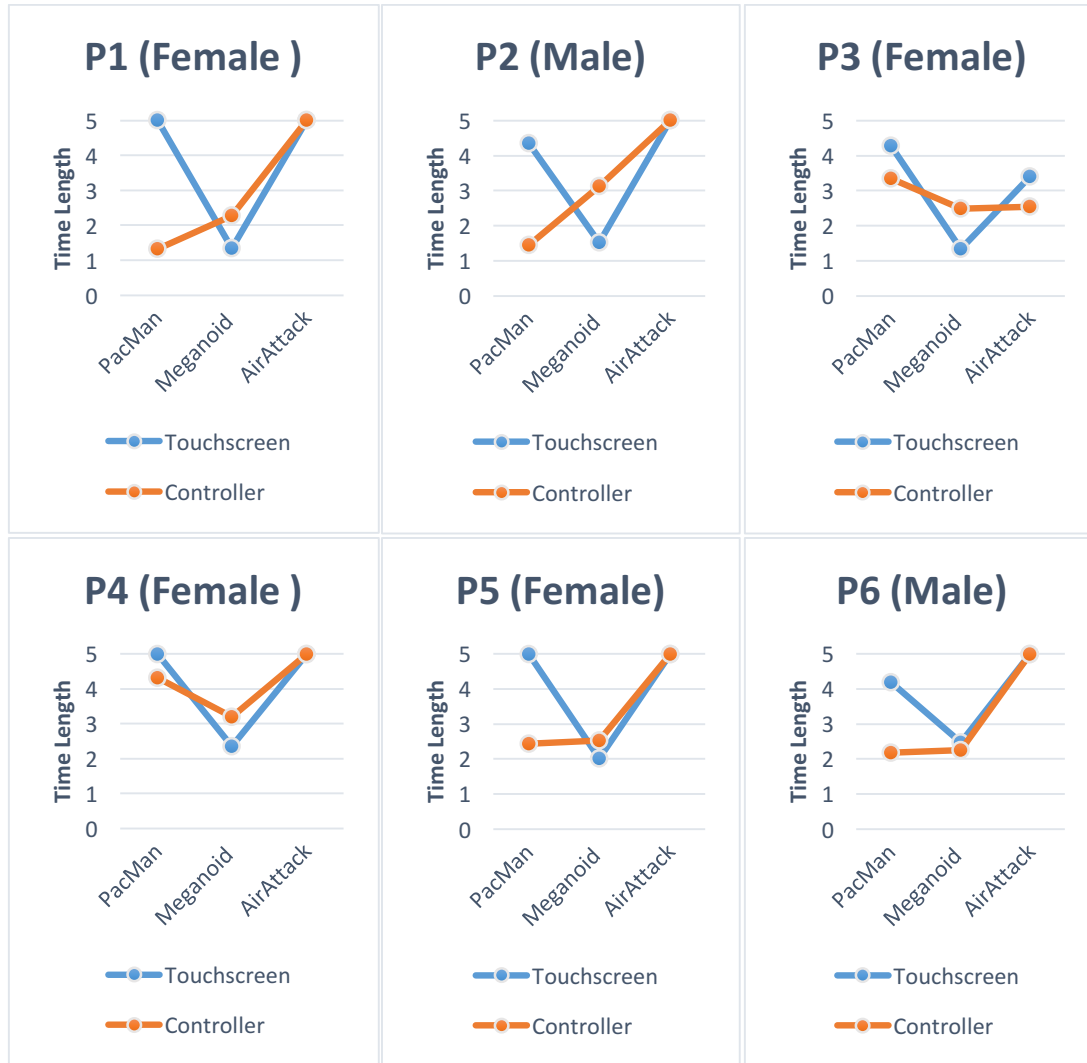 P1 (Female )
Time Length
5
4
3
2
1
0
PacMan
Meganoid
AirAttack
Touchscreen
Controller
P2 (Male)
Time Length
5
4
3
2
1
0
PacMan
Meganoid
AirAttack
Touchscreen
Controller
P3 (Female)
Time Length
5
4
3
2
1
0
PacMan
Meganoid
AirAttack
Touchscreen
Controller
P4 (Female )
Time Length
5
4
3
2
1
0
PacMan
Meganoid
AirAttack
Touchscreen
Controller
P5 (Female)
Time Length
5
4
3
2
1
0
PacMan
Meganoid
AirAttack
Touchscreen
Controller
P6 (Male)
Time Length
5
4
3
2
1
0
PacMan
Meganoid
AirAttack
Touchscreen
Controller